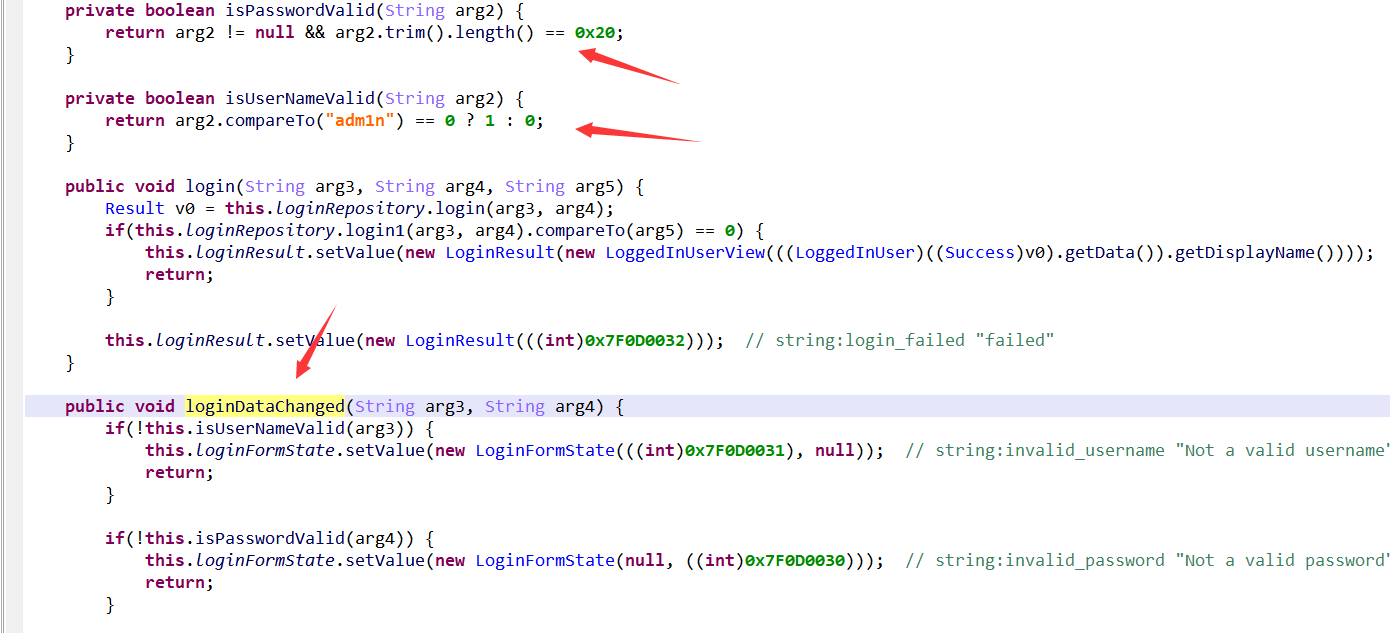 private boolean isPasswordValid(String arg2) {
    return arg2 != null && arg2.trim().length() == 0x20;
}

private boolean isUserNameValid(String arg2) {
    return arg2.compareTo("adm1n") == 0 ? 1 : 0;
}

public void login(String arg3, String arg4, String arg5) {
    Result v0 = this.loginRepository.login(arg3, arg4);
    if(this.loginRepository.login1(arg3, arg4).compareTo(arg5) == 0) {
        this.loginResult.setValue(new LoginResult(new LoggedInUserView(((LoggedInUser)((Success)v0).getData()).getDisplayName())));
        return;
    }

    this.loginResult.setValue(new LoginResult(((int)0x7F0D0032)));  // string:login_failed "failed"
}

public void loginDataChanged(String arg3, String arg4) {
    if(!this.isUserNameValid(arg3)) {
        this.loginFormState.setValue(new LoginFormState(((int)0x7F0D0031), null));  // string:invalid_username "Not a valid username"
        return;
    }

    if(!this.isPasswordValid(arg4)) {
        this.loginFormState.setValue(new LoginFormState(null, ((int)0x7F0D0030)));  // string:invalid_password "Not a valid password"
        return;
    }